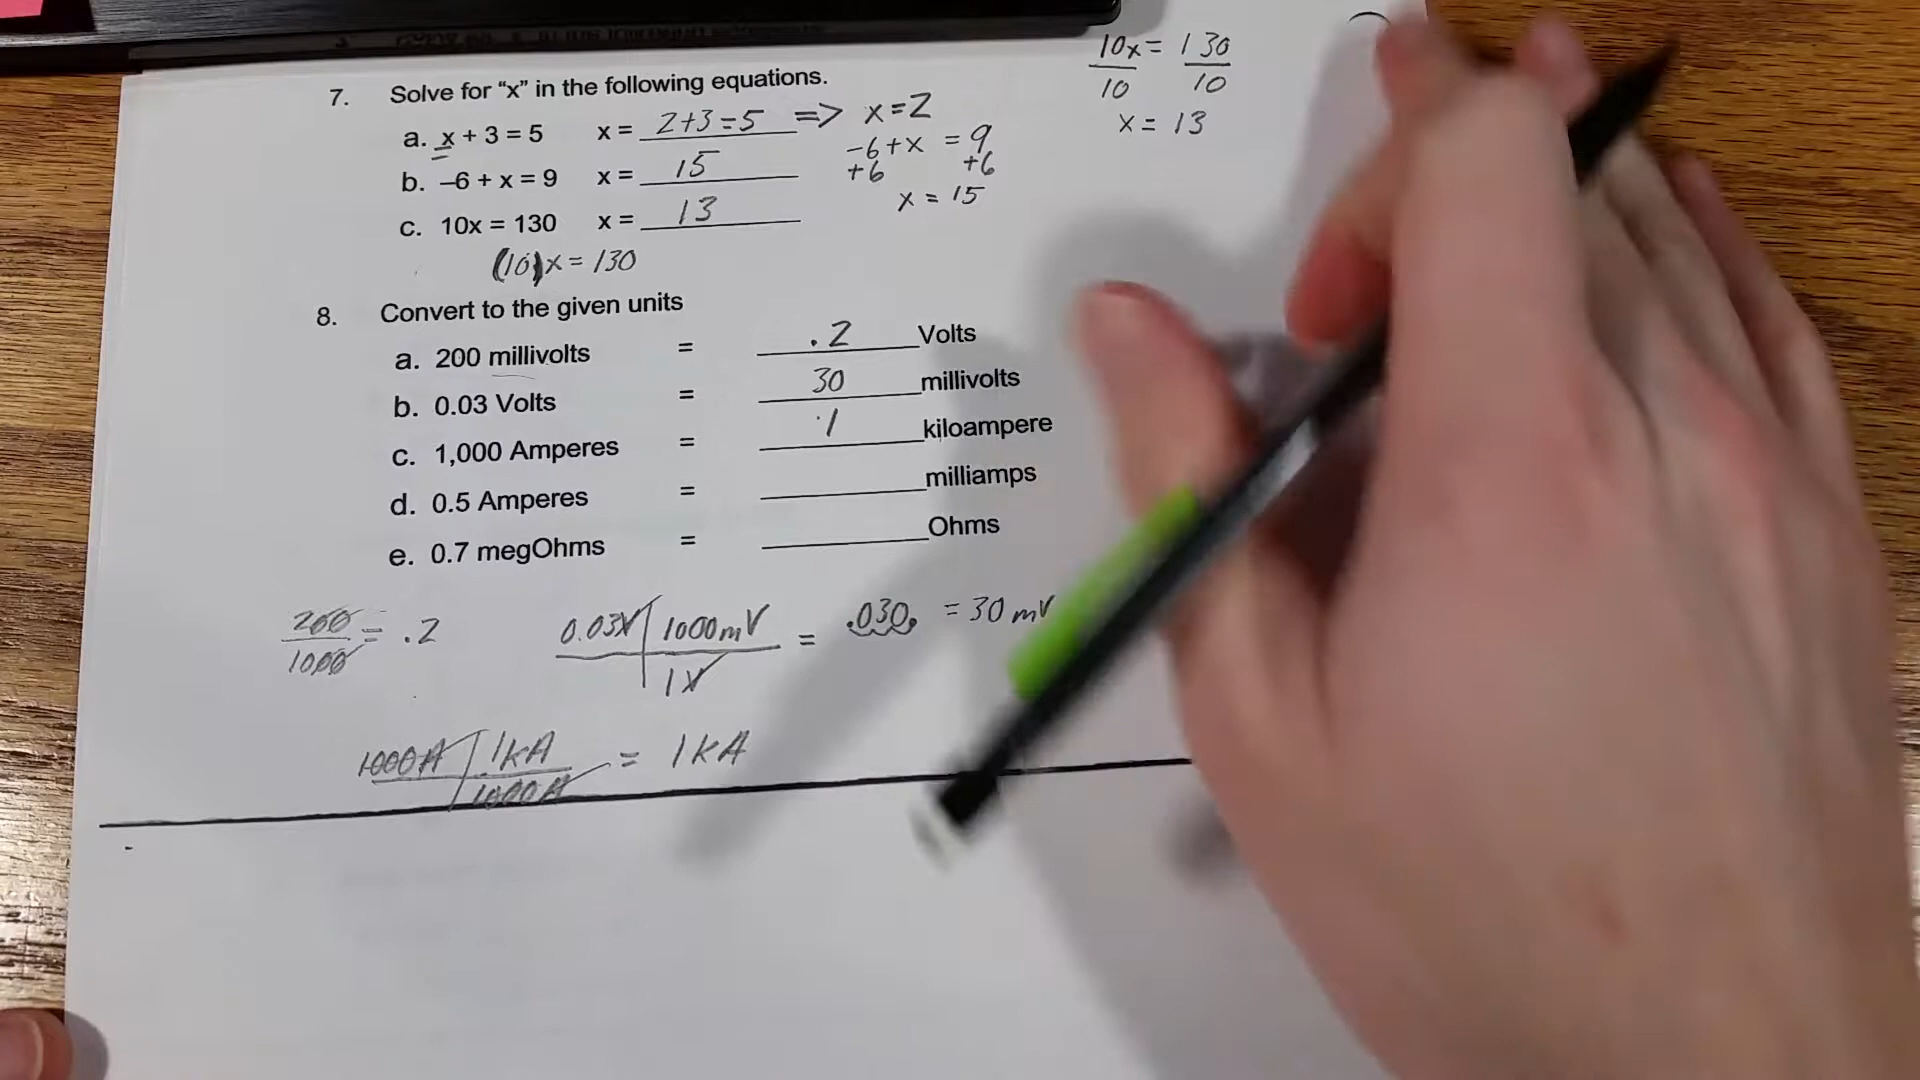 10x = 130
10 10
x = 13
7. Solve for “x” in the following equations.
a. x + 3 = 5 x = 2+3=5 => x=2
b. –6 + x = 9 x = 15
-6+x = 9
+6 +6
x = 15
c. 10x = 130 x = 13
(10)x = 130
8. Convert to the given units
a. 200 millivolts = .2 Volts
b. 0.03 Volts = 30 millivolts
c. 1,000 Amperes = 1 kiloampere
d. 0.5 Amperes = milliamps
e. 0.7 megOhms = Ohms
200
1000 = .2
0.03V 1000mV = .030. = 30 mV
1V
1000A 1kA = 1kA
1000A